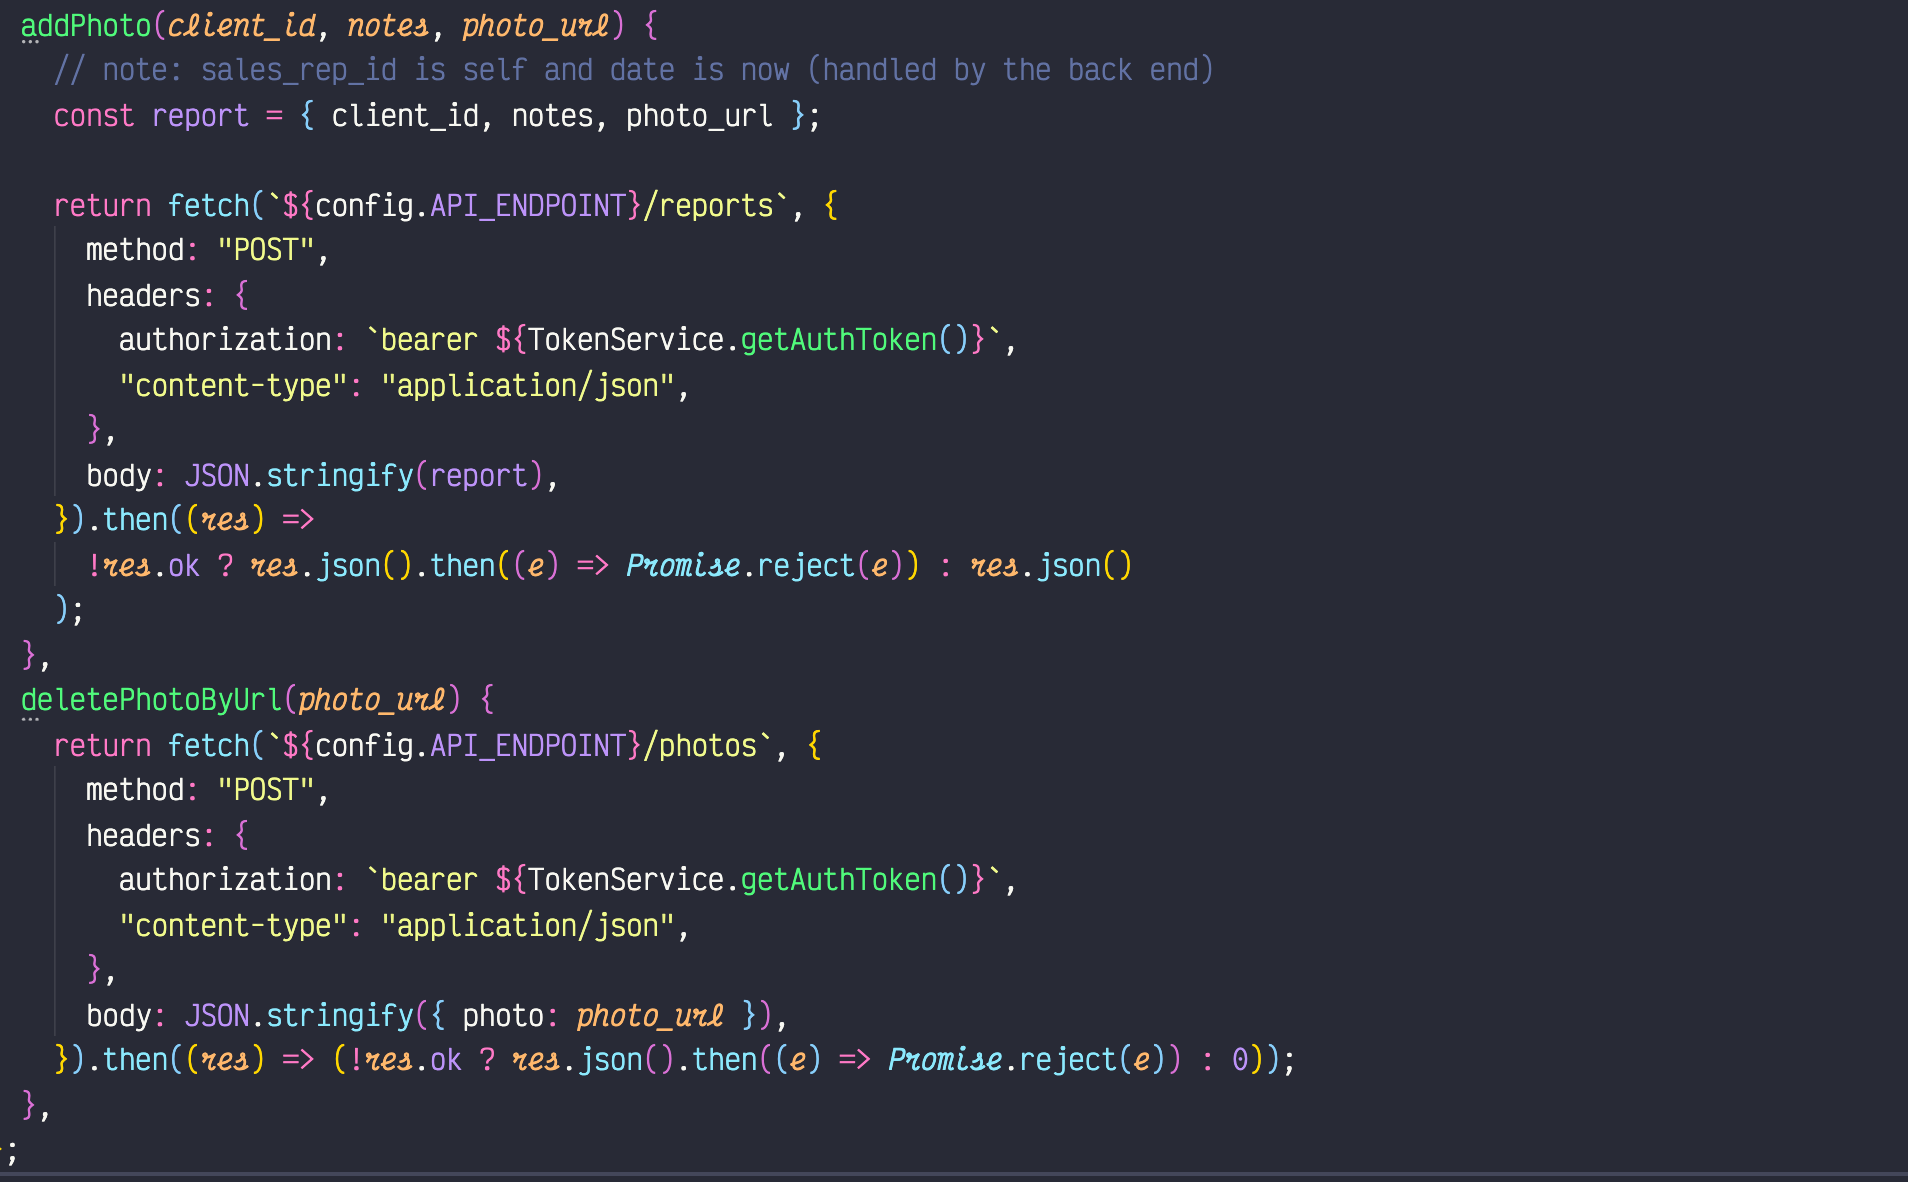 addPhoto(client_id, notes, photo_url) {
// note: sales_rep_id is self and date is now (handled by the back end)
const report = { client_id, notes, photo_url };
return fetch(`${config.API_ENDPOINT}/reports`, {
method: "POST",
headers: {
authorization: `bearer ${TokenService.getAuthToken()}`,
"content-type": "application/json",
},
body: JSON.stringify(report),
}).then((res) =>
!res.ok ? res.json().then((e) => Promise.reject(e)) : res.json()
);
},
deletePhotoByUrl(photo_url) {
return fetch(`${config.API_ENDPOINT}/photos`, {
method: "POST",
headers: {
authorization: `bearer ${TokenService.getAuthToken()}`,
"content-type": "application/json",
},
body: JSON.stringify({ photo: photo_url }),
}).then((res) => (!res.ok ? res.json().then((e) => Promise.reject(e)) : 0));
},
};